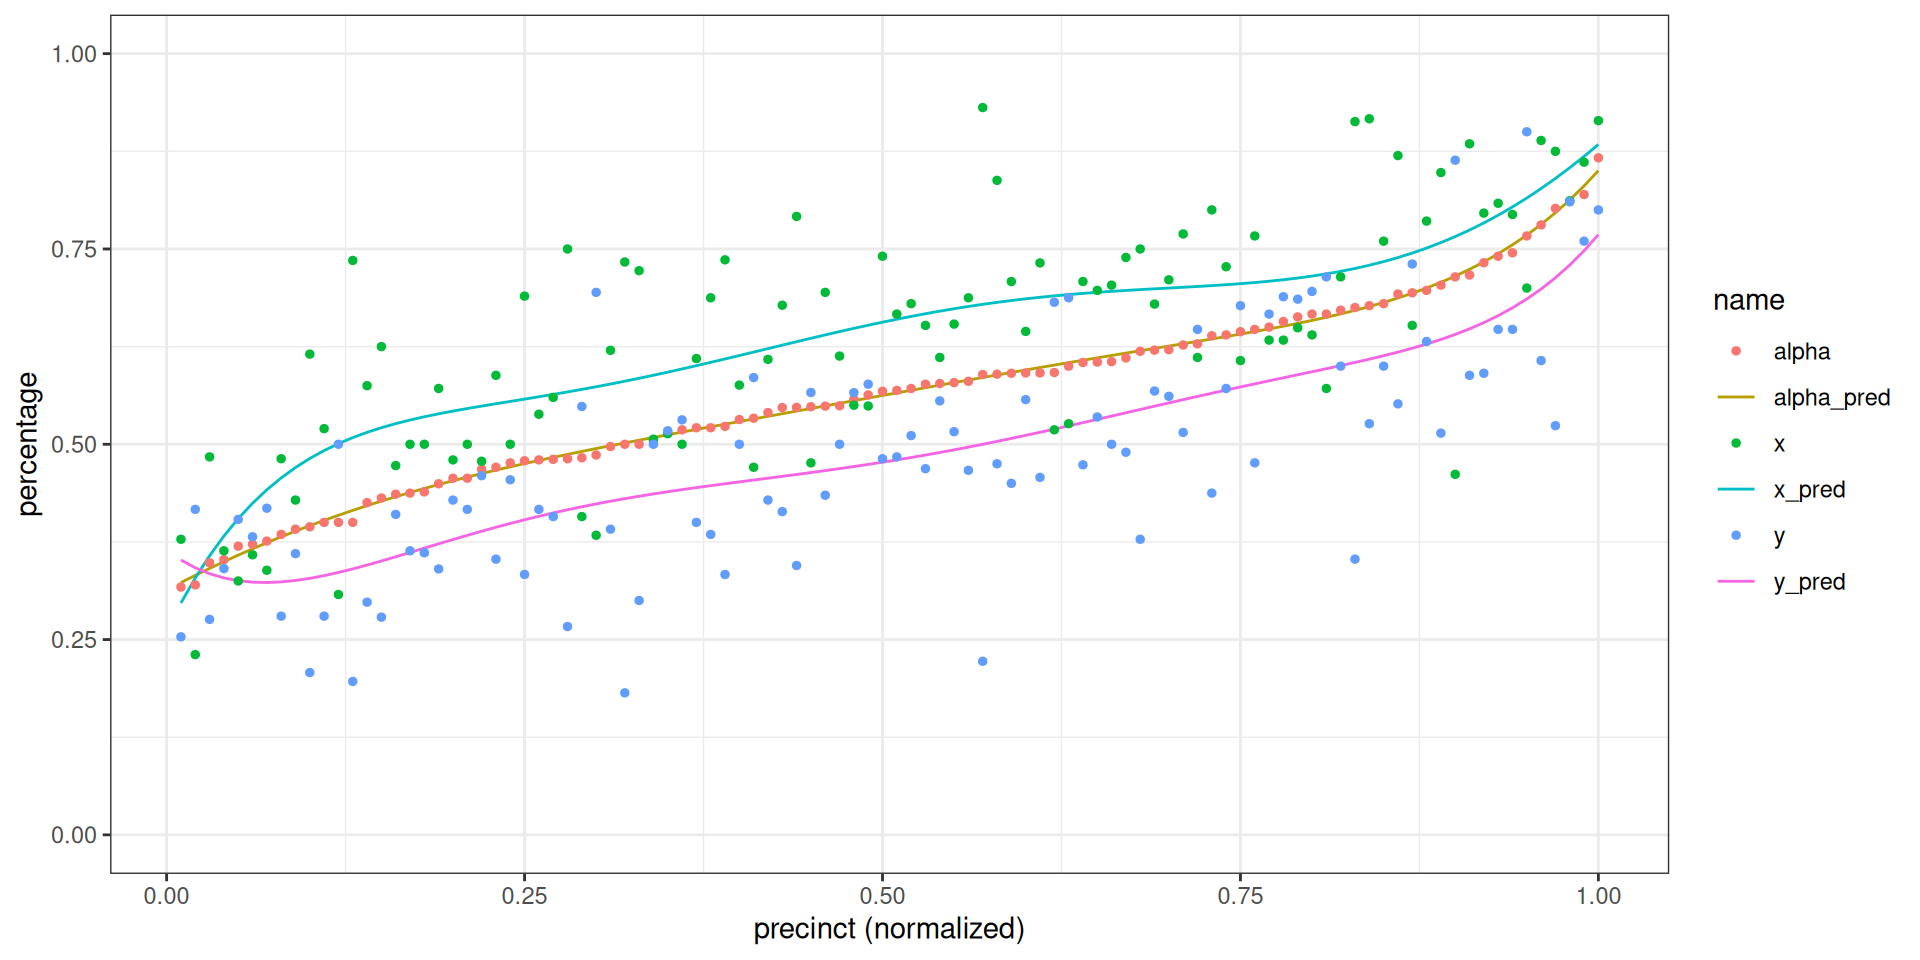 1.00
0.75
0.50
0.25
0.00
percentage
0.00 0.25 0.50 0.75 1.00
precinct (normalized)
name
alpha
alpha_pred
x
x_pred
y
y_pred